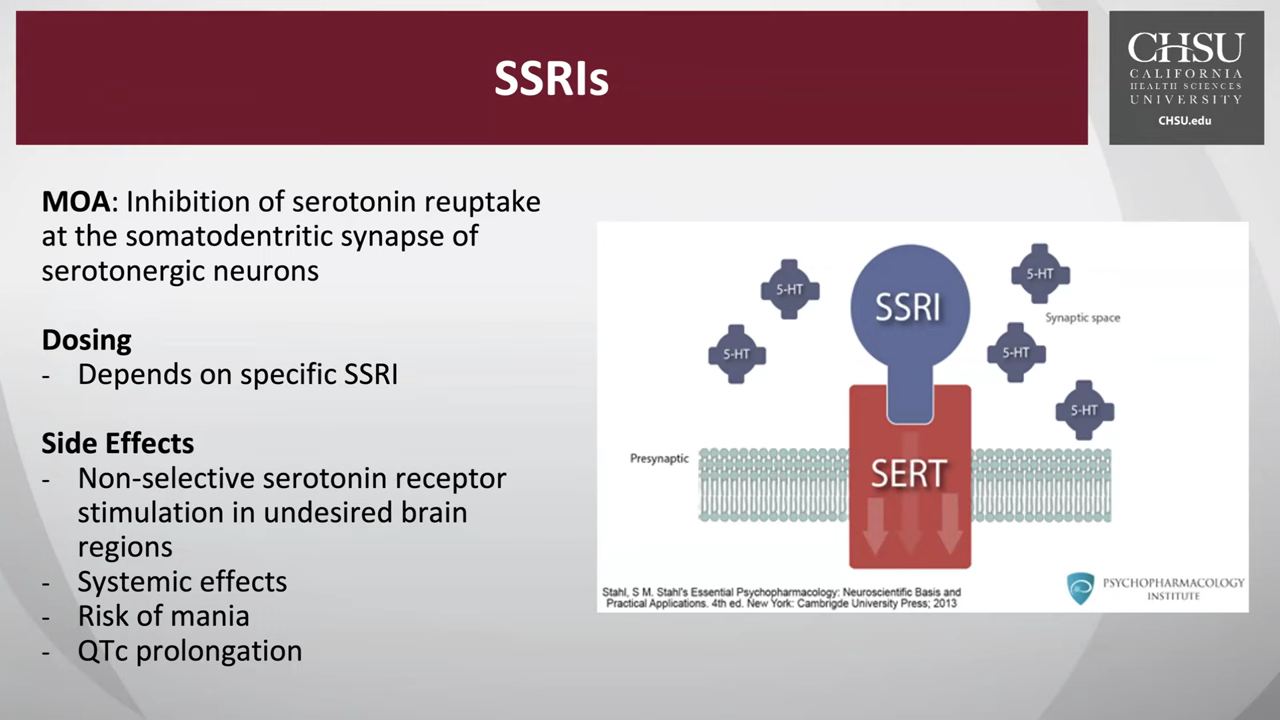 SSRIs
CHSU
CALIFORNIA
HEALTH SCIENCES
UNIVERSITY
CHSU.edu
MOA: Inhibition of serotonin reuptake
at the somatodentritic synapse of
serotonergic neurons
Dosing
- Depends on specific SSRI
Side Effects
- Non-selective serotonin receptor
stimulation in undesired brain
regions
- Systemic effects
- Risk of mania
- QTc prolongation
5-HT
5-HT
SSRI
5-HT
Synaptic space
5-HT
5-HT
Presynaptic
SERT
Stahl, S M. Stahl's Essential Psychopharmacology: Neuroscientific Basis and
Practical Applications. 4th ed. New York: Cambrigde University Press; 2013
PSYCHOPHARMACOLOGY
INSTITUTE